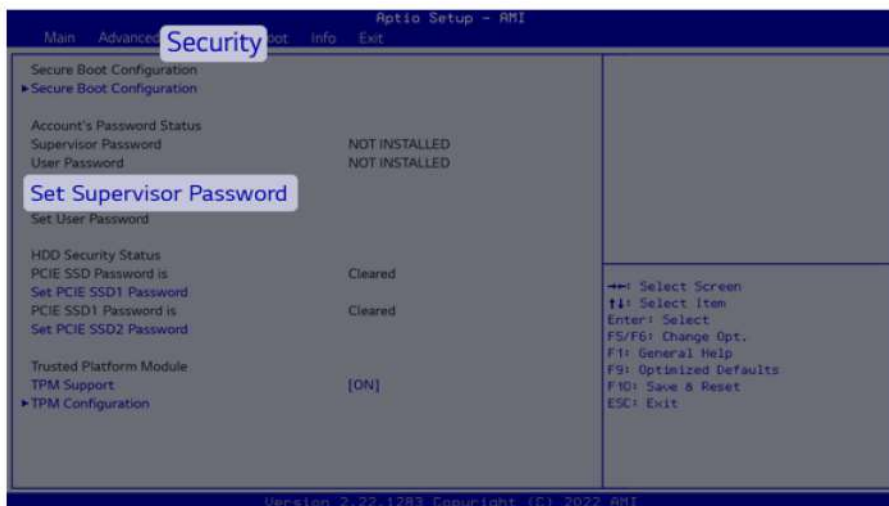 Aptio Setup - AMI
Main Advanced Security oot Info Exit
Secure Boot Configuration
►Secure Boot Configuration
Account's Password Status
Supervisor Password NOT INSTALLED
User Password NOT INSTALLED
Set Supervisor Password
Set User Password
HDD Security Status
PCIE SSD Password is Cleared
Set PCIE SSD1 Password
PCIE SSD1 Password is Cleared
Set PCIE SSD2 Password
Trusted Platform Module
TPM Support [ON]
►TPM Configuration
→←: Select Screen
↑↓: Select Item
Enter: Select
F5/F6: Change Opt.
F1: General Help
F9: Optimized Defaults
F10: Save & Reset
ESC: Exit
Version 2.22.1283 Copyright (C) 2022 AMI